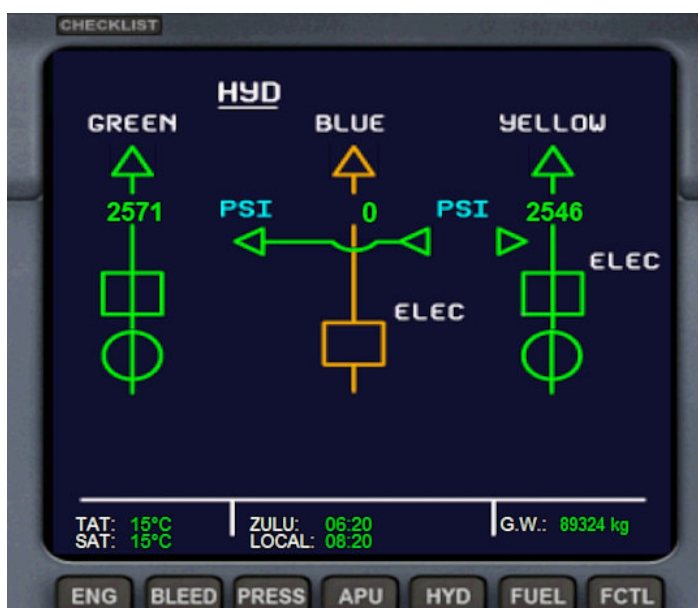 CHECKLIST
HYD
GREEN BLUE YELLOW
2571 PSI 0 PSI 2546
ELEC
ELEC
TAT: 15°C ZULU: 06:20 G.W.: 89324 kg
SAT: 15°C LOCAL: 08:20
ENG BLEED PRESS APU HYD FUEL FCTL